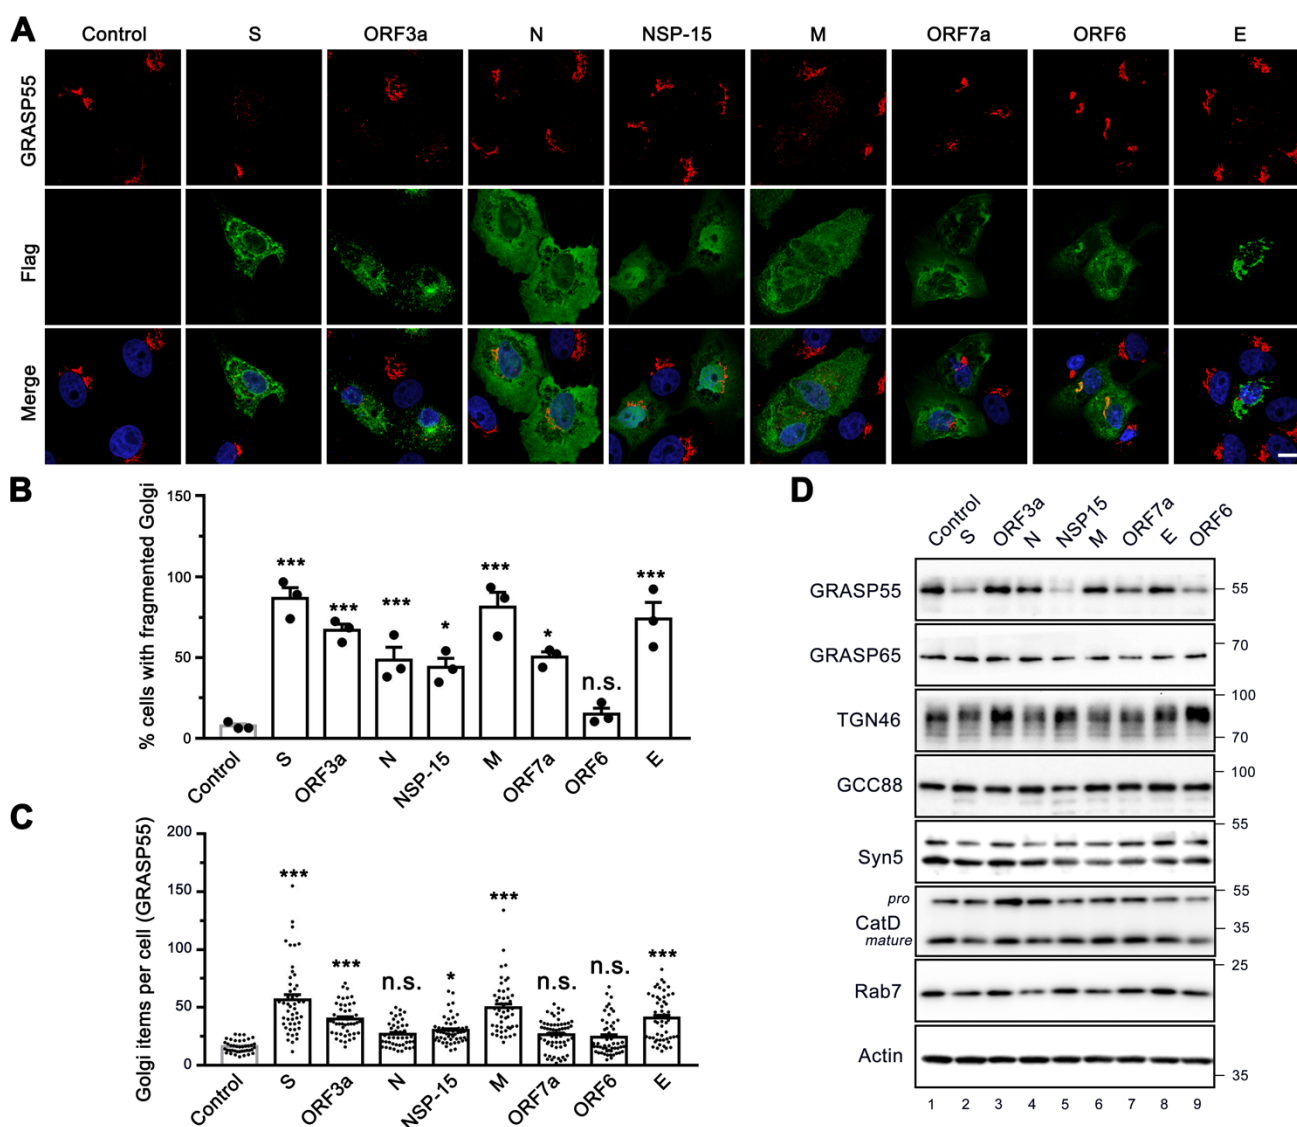 A
Control S ORF3a N NSP-15 M ORF7a ORF6 E
GRASP55
Flag
Merge
B
% cells with fragmented Golgi
150
100
50
0
*** *** *** * *** * n.s. ***
Control S ORF3a N NSP-15 M ORF7a ORF6 E
C
Golgi items per cell (GRASP55)
200
150
100
50
0
*** *** n.s. * *** n.s. n.s. ***
Control S ORF3a N NSP-15 M ORF7a ORF6 E
D
Control S ORF3a N NSP15 M ORF7a E ORF6
GRASP55 55
GRASP65 70
TGN46 100
70
GCC88 100
Syn5 55
pro 55
CatD 35
mature
Rab7 25
Actin
35
1 2 3 4 5 6 7 8 9